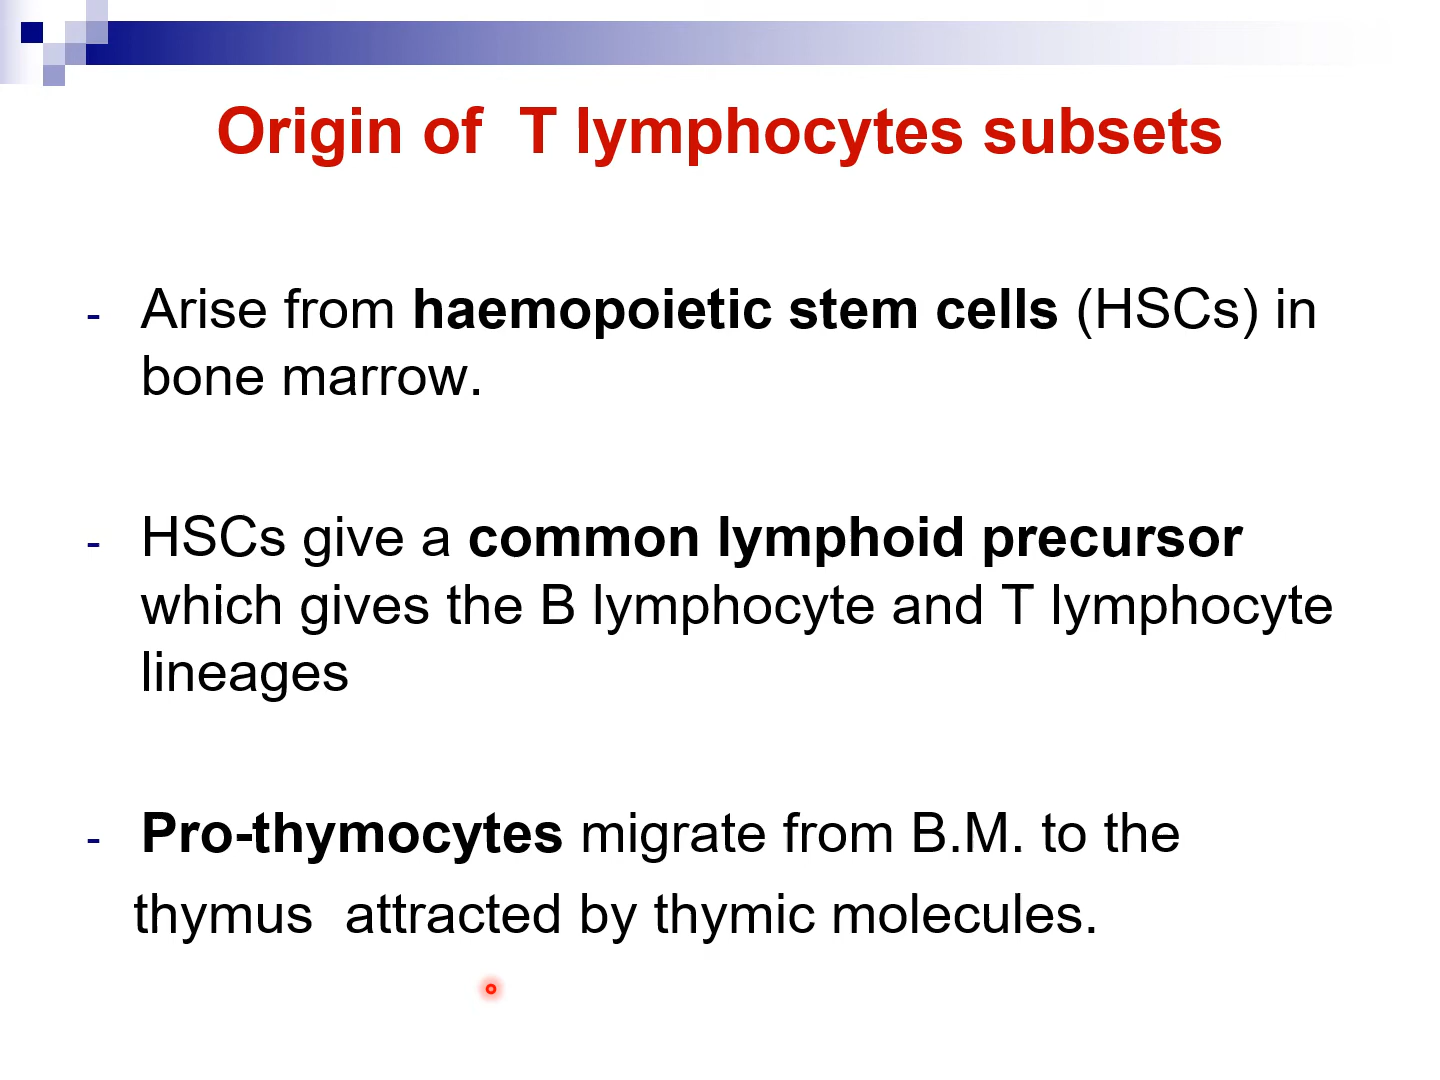 Origin of  T lymphocytes subsets
- Arise from haemopoietic stem cells (HSCs) in
bone marrow.
- HSCs give a common lymphoid precursor
which gives the B lymphocyte and T lymphocyte
lineages
- Pro-thymocytes migrate from B.M. to the
thymus  attracted by thymic molecules.